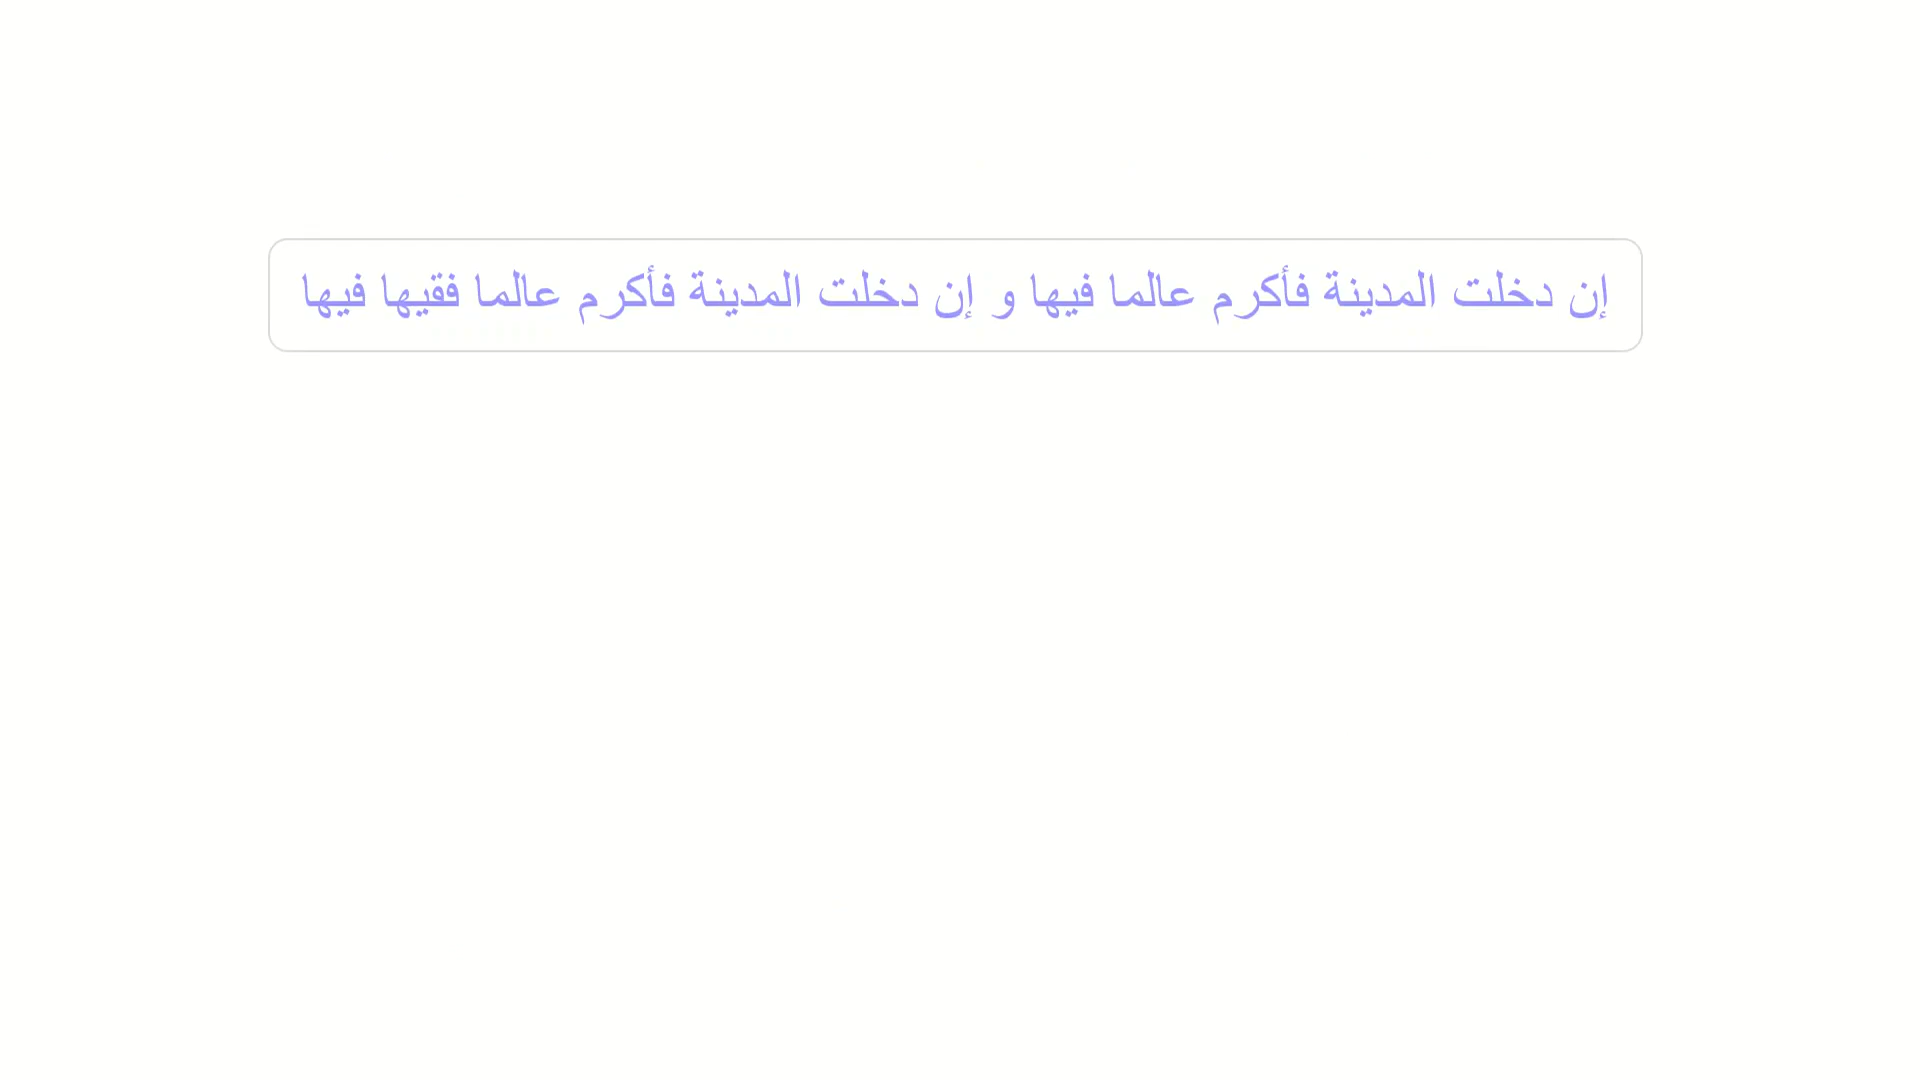 إن دخلت المدينة فأكرم عالما فيها و إن دخلت المدينة فأكرم عالما فقيها فيها